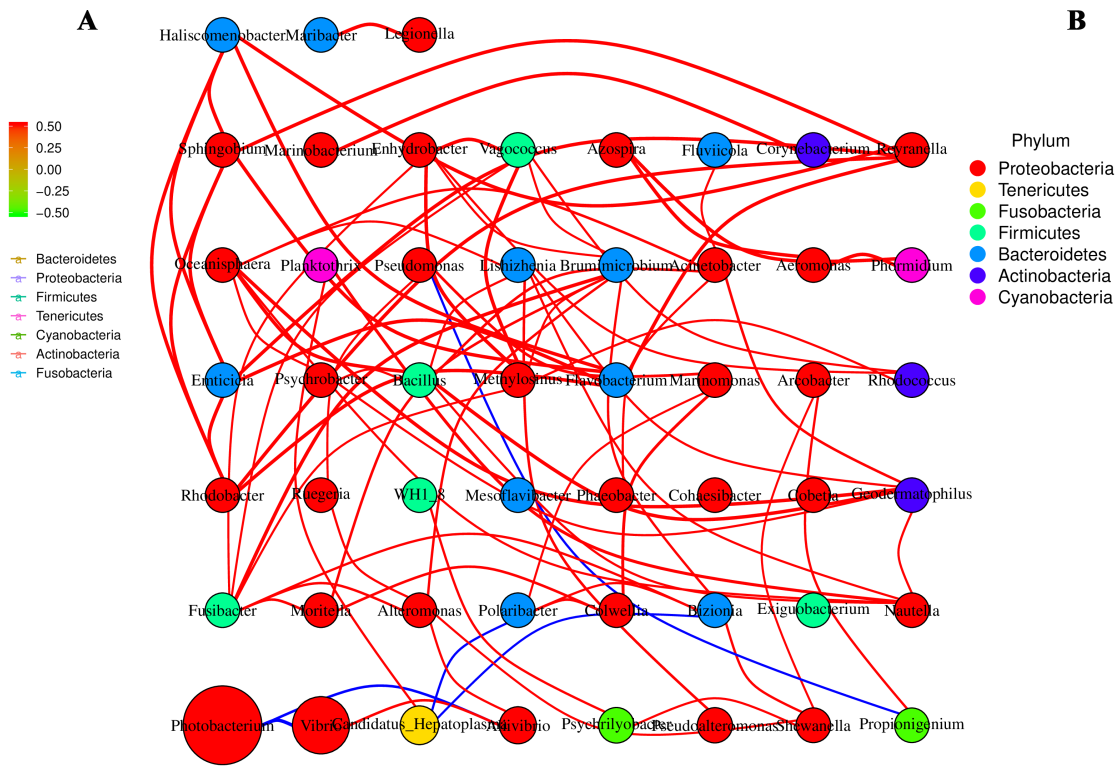 A
B
Haliscomenobacter Maribacter Legionella
Sphingobium Marinobacterium Enhydrobacter Vagococcus Azospira Fluviicola Corynebacterium Reyranella
0.50
0.25
0.00
−0.25
−0.50
Phylum
Proteobacteria
Tenericutes
Fusobacteria
Firmicutes
Bacteroidetes
Actinobacteria
Cyanobacteria
a Bacteroidetes
a Proteobacteria
a Firmicutes
a Tenericutes
a Cyanobacteria
a Actinobacteria
a Fusobacteria
Oceanisphaera Planktothrix Pseudomonas Lishizhenia Brumimicrobium Acinetobacter Aeromonas Phormidium
Emticicia Psychrobacter Bacillus Methylosinus Flavobacterium Marinomonas Arcobacter Rhodococcus
Rhodobacter Ruegeria WH1_8 Mesoflavibacter Phaeobacter Cohaesibacter Cobetia Geodermatophilus
Fusibacter Moritella Alteromonas Polaribacter Colwellia Bizionia Exiguobacterium Nautella
Photobacterium Vibrio Candidatus_Hepatoplasma Aliivibrio Psychrilyobacter Pseudoalteromonas Shewanella Propionigenium